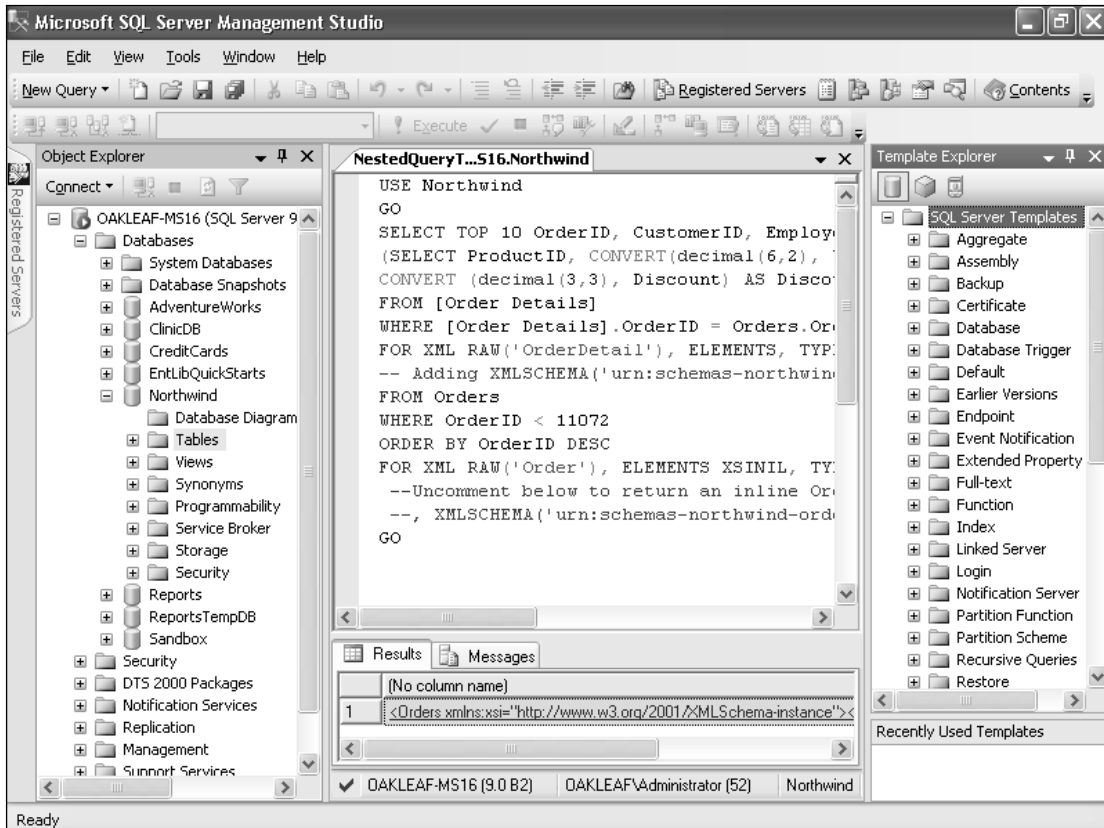 Microsoft SQL Server Management Studio
File Edit View Tools Window Help
New Query Registered Servers Contents
Execute
Registered Servers
Object Explorer
Connect
OAKLEAF-MS16 (SQL Server 9
Databases
System Databases
Database Snapshots
AdventureWorks
ClinicDB
CreditCards
EntLibQuickStarts
Northwind
Database Diagram
Tables
Views
Synonyms
Programmability
Service Broker
Storage
Security
Reports
ReportsTempDB
Sandbox
Security
DTS 2000 Packages
Notification Services
Replication
Management
Support Services
NestedQueryT...S16.Northwind
USE Northwind
GO
SELECT TOP 10 OrderID, CustomerID, Employ
(SELECT ProductID, CONVERT(decimal(6,2),
CONVERT (decimal(3,3), Discount) AS Disco
FROM [Order Details]
WHERE [Order Details].OrderID = Orders.Or
FOR XML RAW('OrderDetail'), ELEMENTS, TYP
-- Adding XMLSCHEMA('urn:schemas-northwin
FROM Orders
WHERE OrderID < 11072
ORDER BY OrderID DESC
FOR XML RAW('Order'), ELEMENTS XSINIL, TY
--Uncomment below to return an inline Or
--, XMLSCHEMA('urn:schemas-northwind-ord
GO
Results Messages
(No column name)
1 <Orders xmlns:xsi="http://www.w3.org/2001/XMLSchema-instance"><
OAKLEAF-MS16 (9.0 B2) OAKLEAF\Administrator (52) Northwind
Template Explorer
SQL Server Templates
Aggregate
Assembly
Backup
Certificate
Database
Database Trigger
Default
Earlier Versions
Endpoint
Event Notification
Extended Property
Full-text
Function
Index
Linked Server
Login
Notification Server
Partition Function
Partition Scheme
Recursive Queries
Restore
Recently Used Templates
Ready